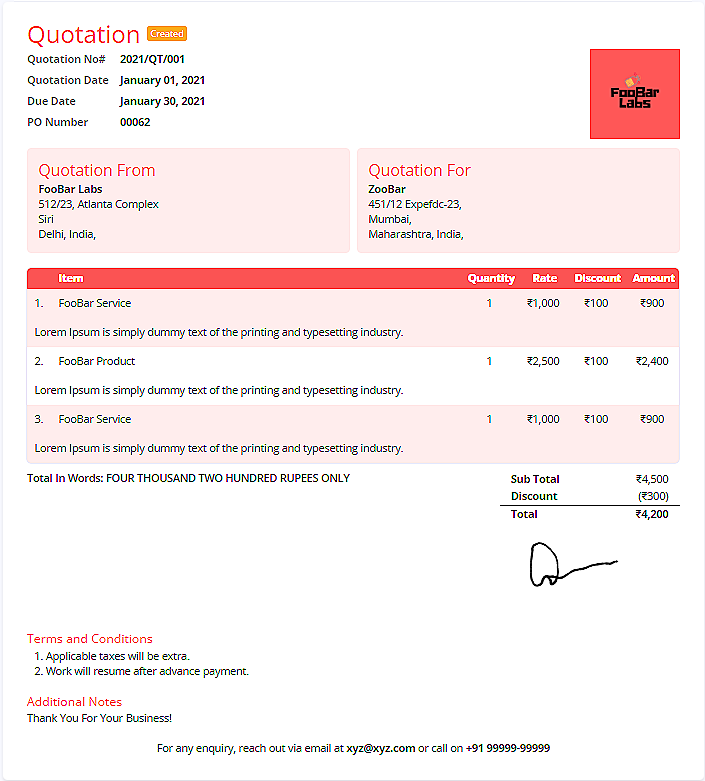 Quotation Created
Quotation No# 2021/QT/001
Quotation Date January 01, 2021
Due Date January 30, 2021
PO Number 00062
FooBar
Labs
Quotation From
FooBar Labs
512/23, Atlanta Complex
Siri
Delhi, India,
Quotation For
ZooBar
451/12 Expefdc-23,
Mumbai,
Maharashtra, India,
Item Quantity Rate Discount Amount
1. FooBar Service 1 ₹1,000 ₹100 ₹900
Lorem Ipsum is simply dummy text of the printing and typesetting industry.
2. FooBar Product 1 ₹2,500 ₹100 ₹2,400
Lorem Ipsum is simply dummy text of the printing and typesetting industry.
3. FooBar Service 1 ₹1,000 ₹100 ₹900
Lorem Ipsum is simply dummy text of the printing and typesetting industry.
Total In Words: FOUR THOUSAND TWO HUNDRED RUPEES ONLY
Sub Total ₹4,500
Discount (₹300)
Total ₹4,200
Terms and Conditions
1. Applicable taxes will be extra.
2. Work will resume after advance payment.
Additional Notes
Thank You For Your Business!
For any enquiry, reach out via email at xyz@xyz.com or call on +91 99999-99999